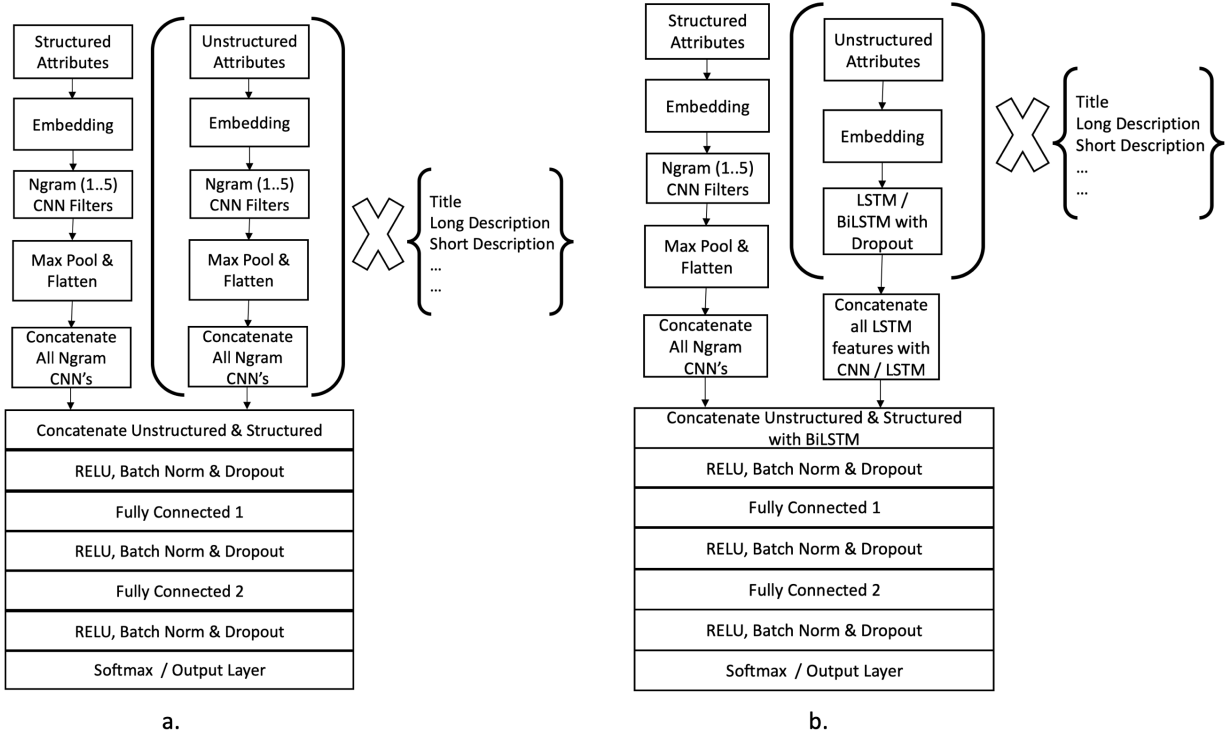 Structured
Attributes
Embedding
Ngram (1..5)
CNN Filters
Max Pool &
Flatten
Concatenate
All Ngram
CNN’s
Unstructured
Attributes
Embedding
Ngram (1..5)
CNN Filters
Max Pool &
Flatten
Concatenate
All Ngram
CNN’s
Title
Long Description
Short Description
...
...
Concatenate Unstructured & Structured
RELU, Batch Norm & Dropout
Fully Connected 1
RELU, Batch Norm & Dropout
Fully Connected 2
RELU, Batch Norm & Dropout
Softmax / Output Layer
a.
Structured
Attributes
Embedding
Ngram (1..5)
CNN Filters
Max Pool &
Flatten
Concatenate
All Ngram
CNN’s
Unstructured
Attributes
Embedding
LSTM /
BiLSTM with
Dropout
Concatenate
all LSTM
features with
CNN / LSTM
Title
Long Description
Short Description
...
...
Concatenate Unstructured & Structured
with BiLSTM
RELU, Batch Norm & Dropout
Fully Connected 1
RELU, Batch Norm & Dropout
Fully Connected 2
RELU, Batch Norm & Dropout
Softmax / Output Layer
b.